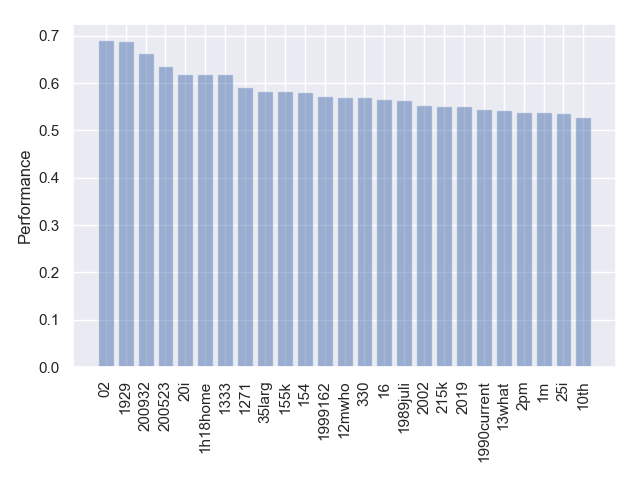 0.7
0.6
0.5
0.4
0.3
0.2
0.1
0.0
Performance
02
1929
200932
200523
20i
1h18home
1333
1271
35larg
155k
154
1999162
12mwho
330
16
1989juli
2002
215k
2019
1990current
13what
2pm
1m
25i
10th